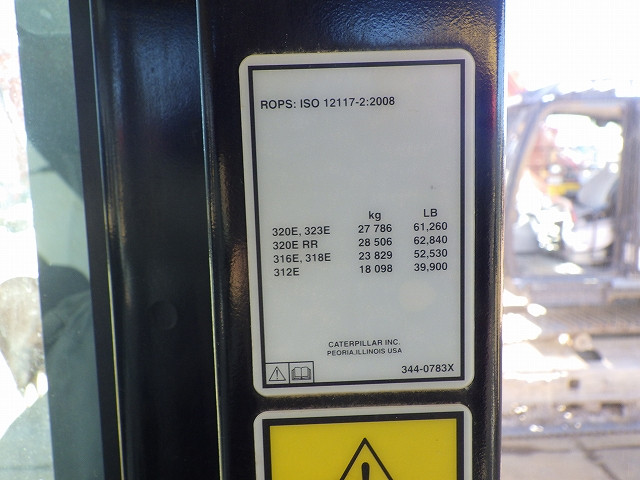 ROPS: ISO 12117-2:2008
kg LB
320E, 323E 27 786 61,260
320E RR 28 506 62,840
316E, 318E 23 829 52,530
312E 18 098 39,900
CATERPILLAR INC.
PEORIA,ILLINOIS USA
344-0783X